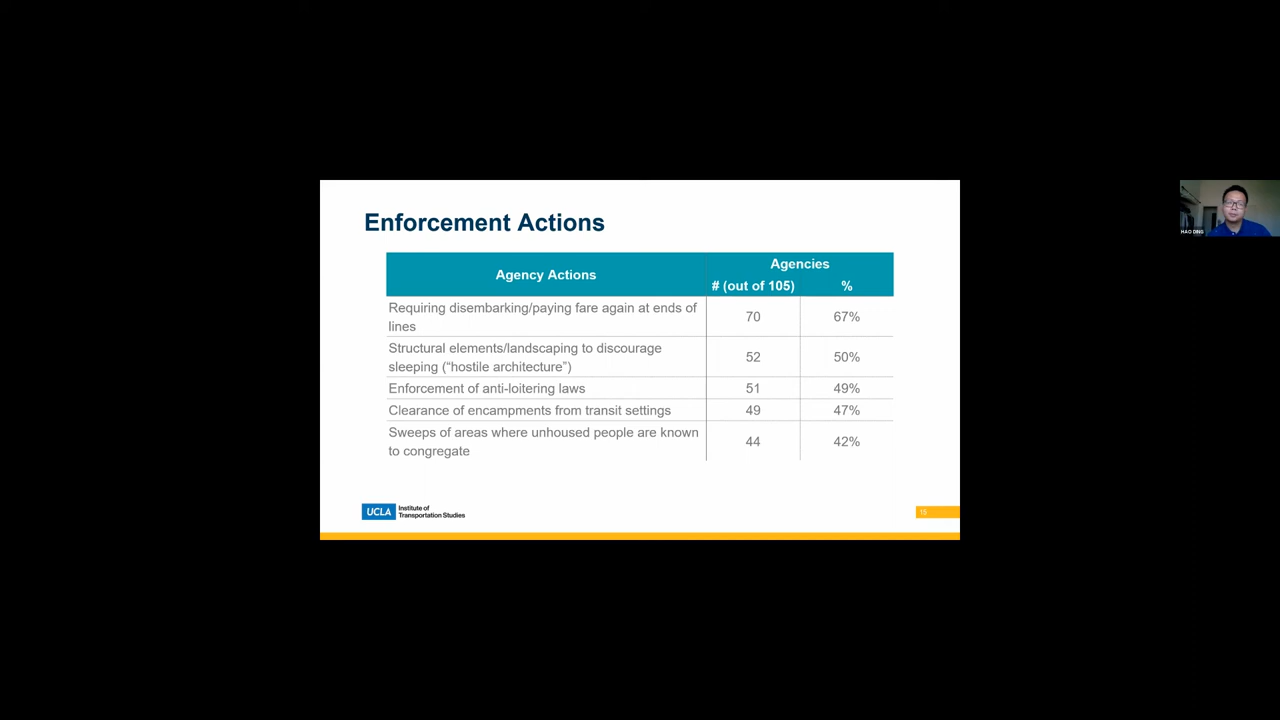 Enforcement Actions
Agency Actions
Agencies
# (out of 105)
%
Requiring disembarking/paying fare again at ends of
lines
70
67%
Structural elements/landscaping to discourage
sleeping (“hostile architecture”)
52
50%
Enforcement of anti-loitering laws
51
49%
Clearance of encampments from transit settings
49
47%
Sweeps of areas where unhoused people are known
to congregate
44
42%
UCLA
Institute of
Transportation Studies
15
HAO DING